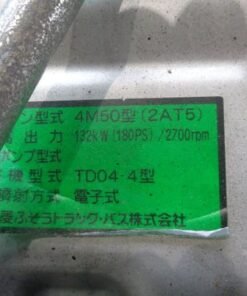 ン型式 4M50型(2AT5)
出力 132kW(180PS)/2700rpm
ンプ型式
機型式 TD04-4型
噴射方式 電子式
菱ふそうトラック・バス株式会社